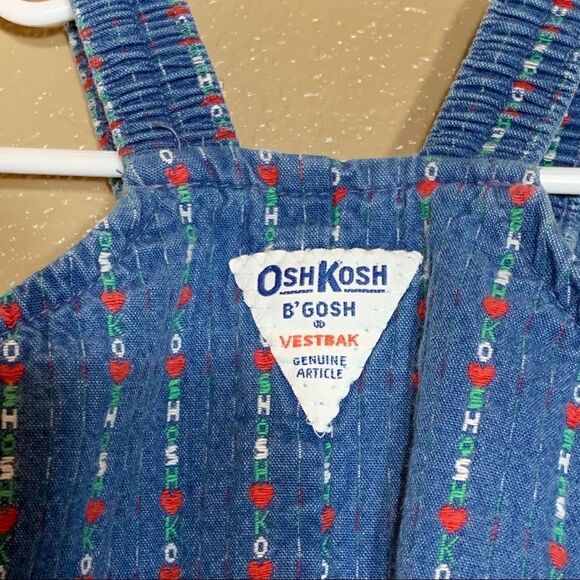 OSHKOSH
B'GOSH
VESTBAK
GENUINE
ARTICLE